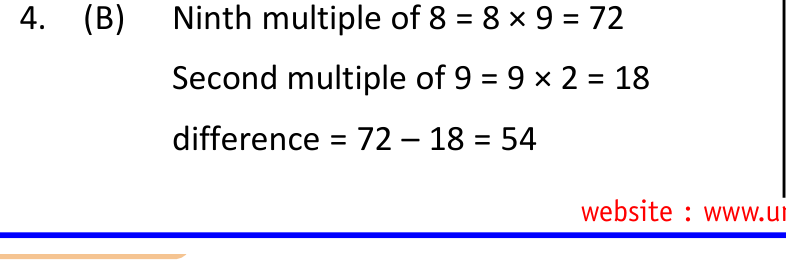 4. (B) Ninth multiple of 8 = 8 × 9 = 72
Second multiple of 9 = 9 × 2 = 18
difference = 72 – 18 = 54
website : www.u